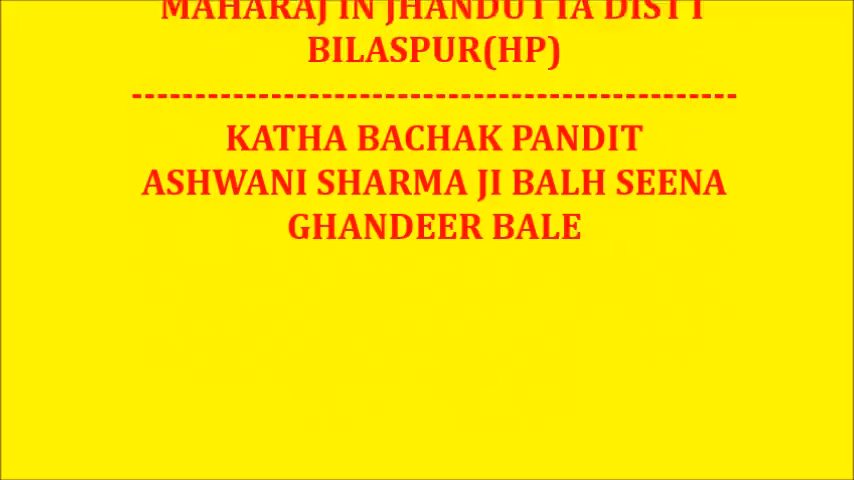 MAHARAJ IN JHANDUTTA DISTT
BILASPUR(HP)
------------------------------------------------
KATHA BACHAK PANDIT
ASHWANI SHARMA JI BALH SEENA
GHANDEER BALE